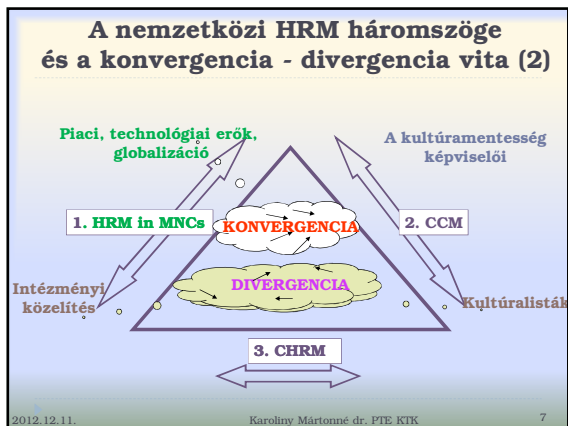 A nemzetközi HRM háromszöge
és a konvergencia - divergencia vita (2)
Piaci, technológiai erők,
globalizáció
A kultúramentesség
képviselői
1. HRM in MNCs
KONVERGENCIA
2. CCM
DIVERGENCIA
Intézményi
közelítés
Kultúralisták
3. CHRM
2012.12.11.
Karoliny Mártonné dr. PTE KTK
7